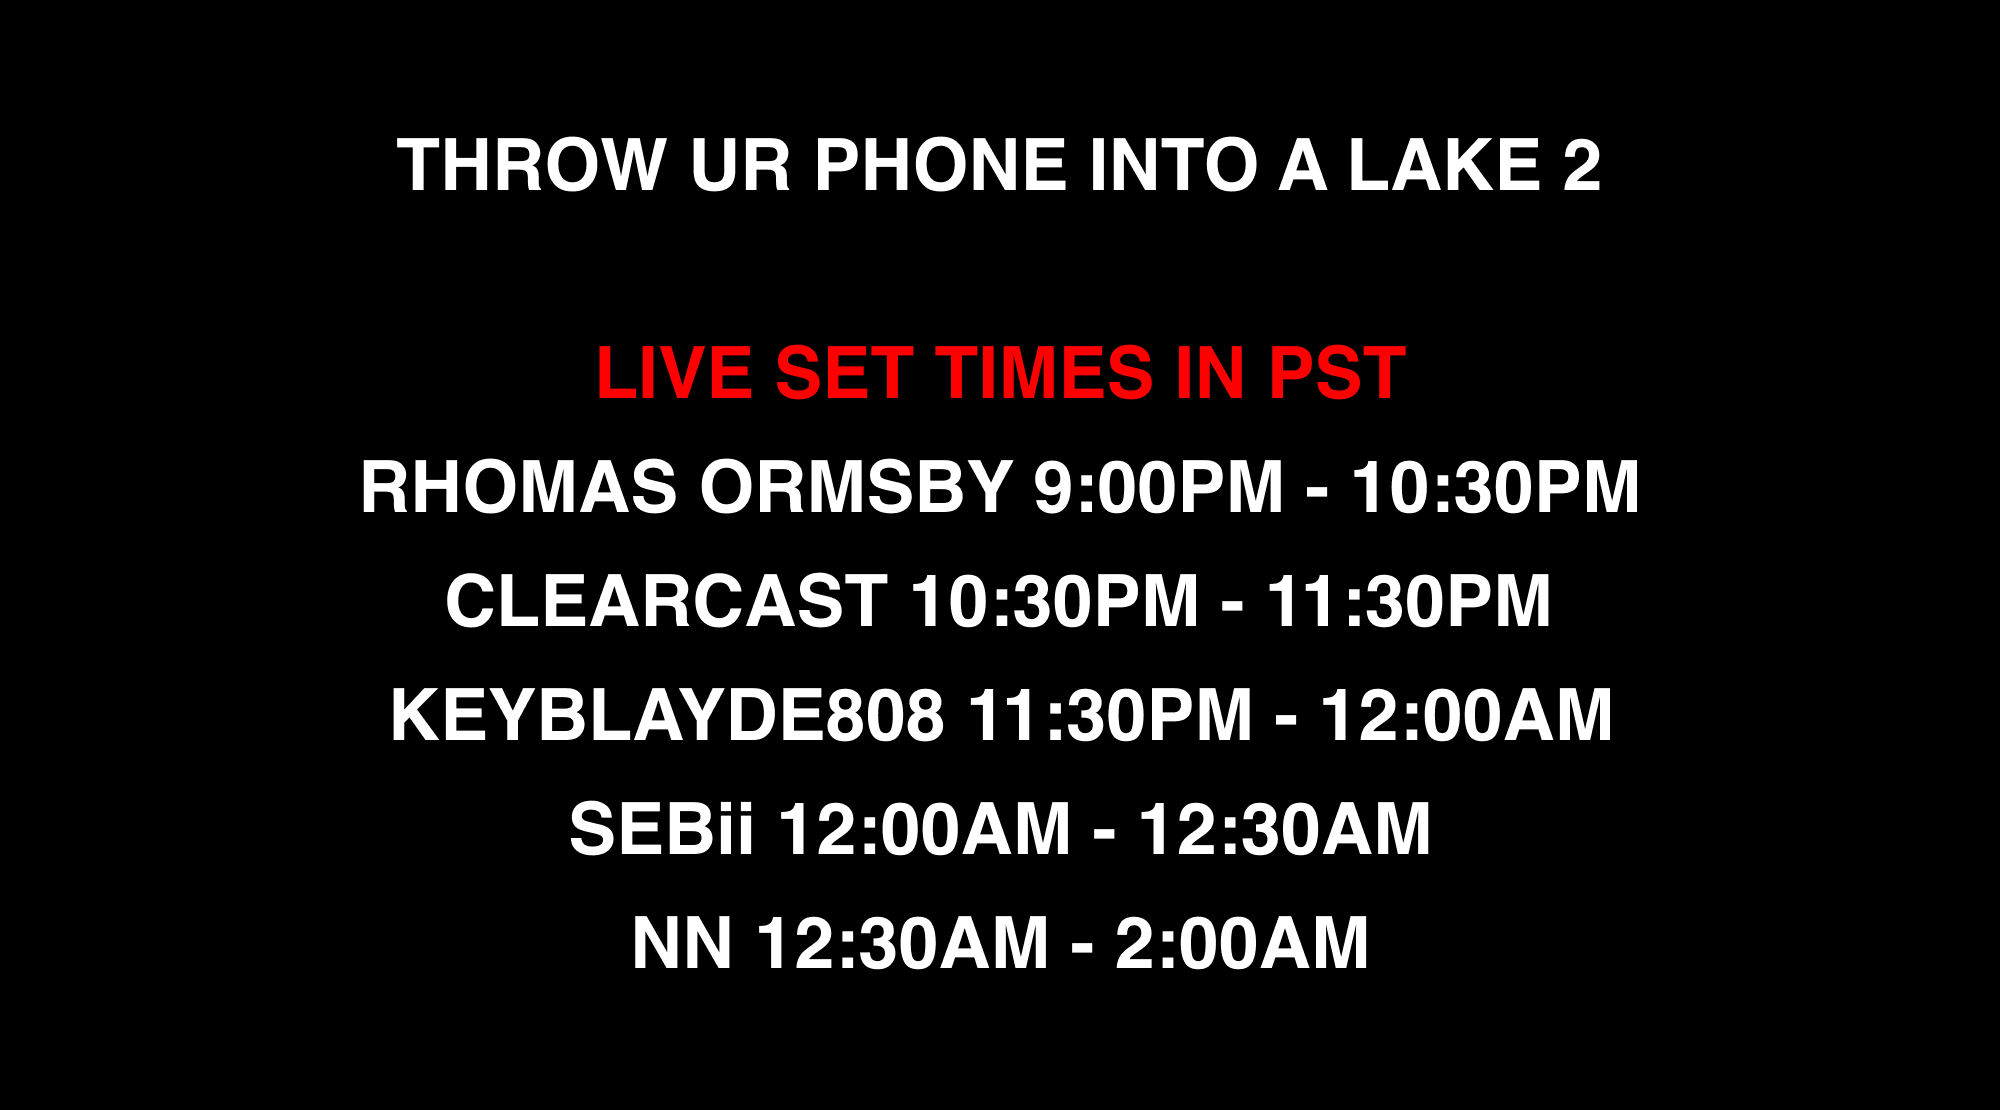 THROW UR PHONE INTO A LAKE 2
LIVE SET TIMES IN PST
RHOMAS ORMSBY 9:00PM - 10:30PM
CLEARCAST 10:30PM - 11:30PM
KEYBLAYDE808 11:30PM - 12:00AM
SEBii 12:00AM - 12:30AM
NN 12:30AM - 2:00AM